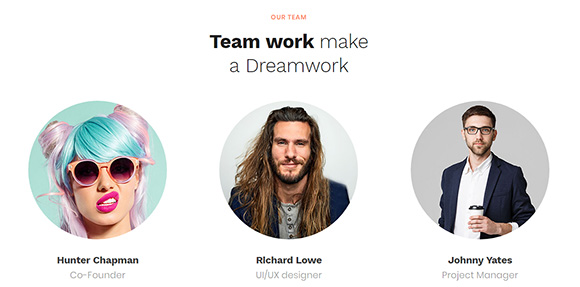 OUR TEAM
Team work make
a Dreamwork
Hunter Chapman
Richard Lowe
Johnny Yates
Co-Founder
UI/UX designer
Project Manager